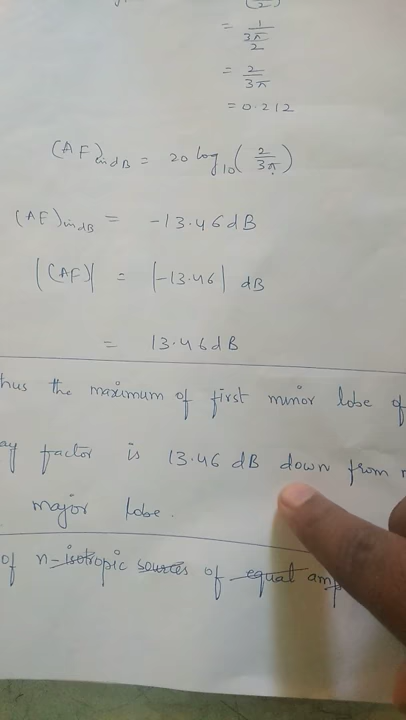 = 1
3π
2
= 2
3π
= 0.212
(AF) in dB = 20 log10 (2/3π)
(AF) in dB = -13.46 dB
|(AF)| = |-13.46| dB
= 13.46 dB
hus the maximum of first minor lobe of
ay factor is 13.46 dB down from
major lobe.
of n-isotropic sources of equal amp